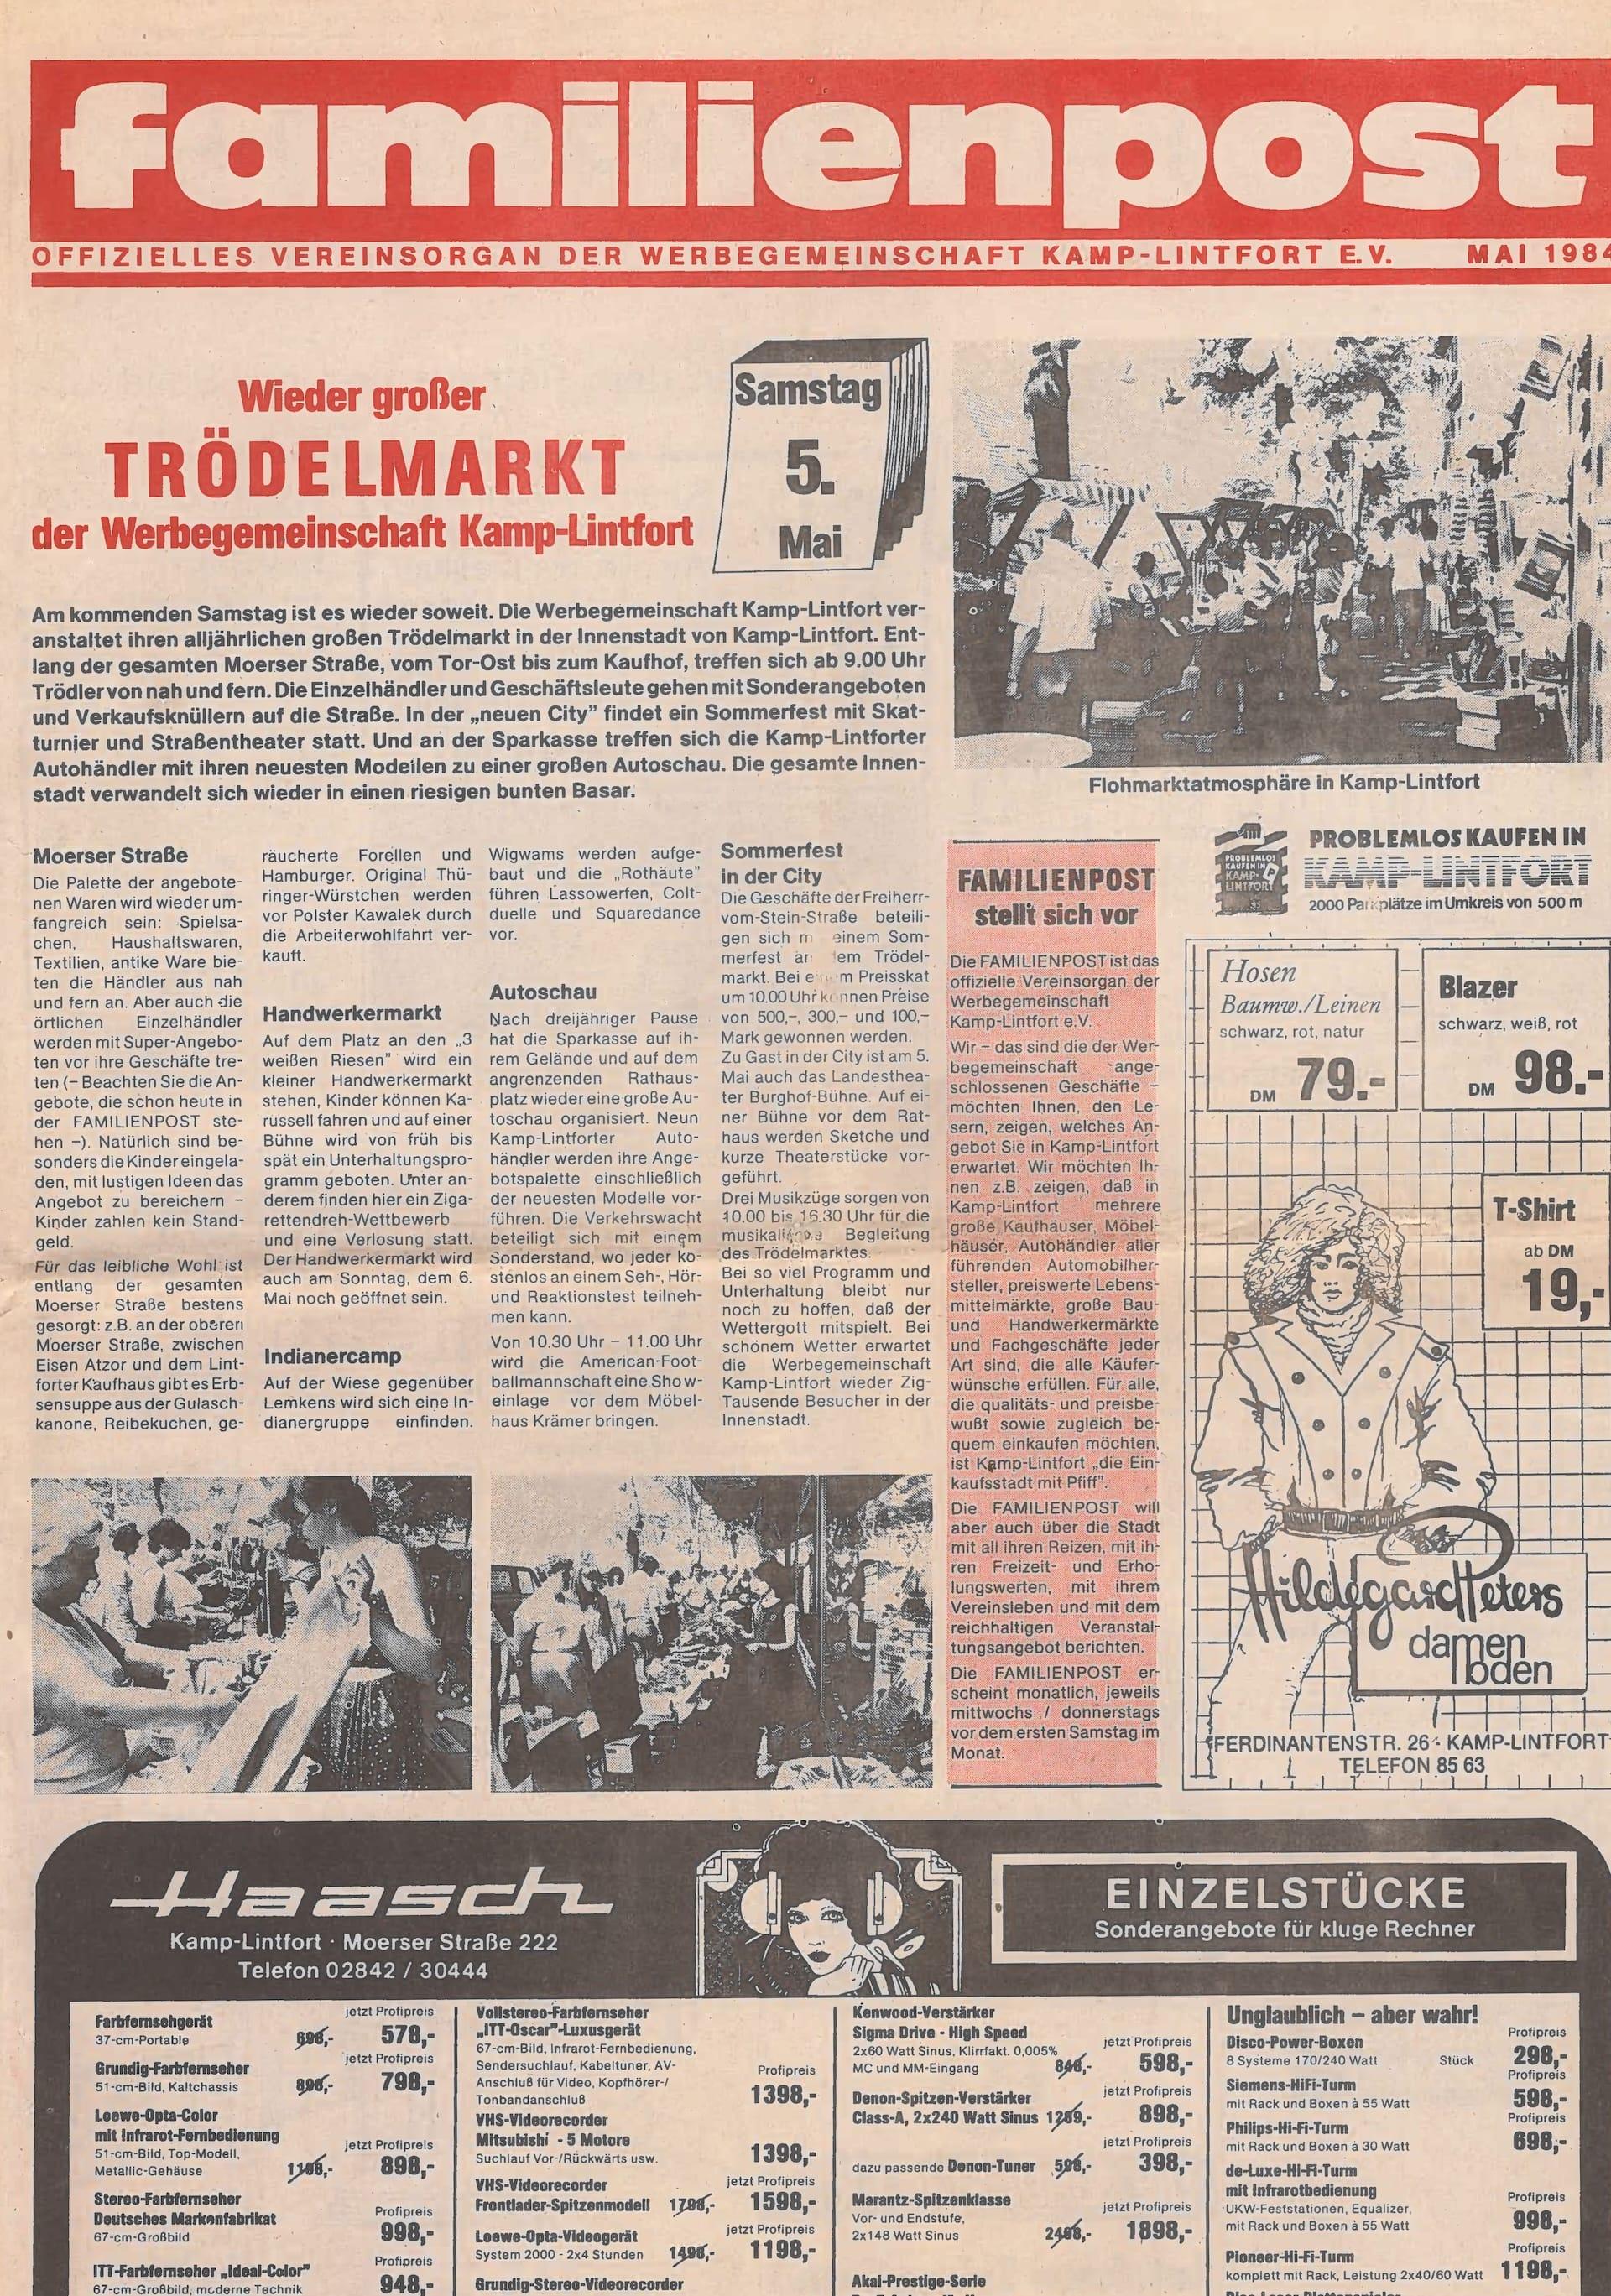 familienpost
OFFIZIELLES VEREINSORGAN DER WERBEGEMEINSCHAFT KAMP-LINTFORT E.V. MAI 1984
Wieder großer
TRÖDELMARKT
der Werbegemeinschaft Kamp-Lintfort
Samstag
5.
Mai
Am kommenden Samstag ist es wieder soweit. Die Werbegemeinschaft Kamp-Lintfort ver-
anstaltet ihren alljährlichen großen Trödelmarkt in der Innenstadt von Kamp-Lintfort. Ent-
lang der gesamten Moerser Straße, vom Tor-Ost bis zum Kaufhof, treffen sich ab 9.00 Uhr
Trödler von nah und fern. Die Einzelhändler und Geschäftsleute gehen mit Sonderangeboten
und Verkaufsknüllern auf die Straße. In der „neuen City” findet ein Sommerfest mit Skat-
turnier und Straßentheater statt. Und an der Sparkasse treffen sich die Kamp-Lintforter
Autohändler mit ihren neuesten Modellen zu einer großen Autoschau. Die gesamte Innen-
stadt verwandelt sich wieder in einen riesigen bunten Basar.
Flohmarktatmosphäre in Kamp-Lintfort
Moerser Straße
Die Palette der angebote-
nen Waren wird wieder um-
fangreich sein: Spielsa-
chen, Haushaltswaren,
Textilien, antike Ware bie-
ten die Händler aus nah
und fern an. Aber auch die
örtlichen Einzelhändler
werden mit Super-Angebo-
ten vor ihre Geschäfte tre-
ten (– Beachten Sie die An-
gebote, die schon heute in
der FAMILIENPOST ste-
hen –). Natürlich sind be-
sonders die Kinder eingela-
den, mit lustigen Ideen das
Angebot zu bereichern –
Kinder zahlen kein Stand-
geld.
Für das leibliche Wohl ist
entlang der gesamten
Moerser Straße bestens
gesorgt: z.B. an der oberen
Moerser Straße, zwischen
Eisen Atzor und dem Lint-
forter Kaufhaus gibt es Erb-
sensuppe aus der Gulasch-
kanone, Reibekuchen, ge-
räucherte Forellen und
Hamburger. Original Thü-
ringer-Würstchen werden
vor Polster Kawalek durch
die Arbeiterwohlfahrt ver-
kauft.
Handwerkermarkt
Auf dem Platz an den „3
weißen Riesen” wird ein
kleiner Handwerkermarkt
stehen, Kinder können Ka-
russell fahren und auf einer
Bühne wird von früh bis
spät ein Unterhaltungspro-
gramm geboten. Unter an-
derem finden hier ein Ziga-
rettendreh-Wettbewerb
und eine Verlosung statt.
Der Handwerkermarkt wird
auch am Sonntag, dem 6.
Mai noch geöffnet sein.
Indianercamp
Auf der Wiese gegenüber
Lemkens wird sich eine In-
dianergruppe einfinden.
Wigwams werden aufge-
baut und die „Rothäute”
führen Lassowerfen, Colt-
duelle und Squaredance
vor.
Autoschau
Nach dreijähriger Pause
hat die Sparkasse auf ih-
rem Gelände und auf dem
angrenzenden Rathaus-
platz wieder eine große Au-
toschau organisiert. Neun
Kamp-Lintforter Auto-
händler werden ihre Ange-
botspalette einschließlich
der neuesten Modelle vor-
führen. Die Verkehrswacht
beteiligt sich mit einem
Sonderstand, wo jeder ko-
stenlos an einem Seh-, Hör-
und Reaktionstest teilneh-
men kann.
Von 10.30 Uhr – 11.00 Uhr
wird die American-Foot-
ballmannschaft eine Show-
einlage vor dem Möbel-
haus Krämer bringen.
Sommerfest
in der City
Die Geschäfte der Freiherr-
vom-Stein-Straße beteili-
gen sich m einem Som-
merfest an em Trödel-
markt. Bei einem Preisskat
um 10.00 Uhr können Preise
von 500,–, 300,– und 100,–
Mark gewonnen werden.
Zu Gast in der City ist am 5.
Mai auch das Landesthea-
ter Burghof-Bühne. Auf ei-
ner Bühne vor dem Rat-
haus werden Sketche und
kurze Theaterstücke vor-
geführt.
Drei Musikzüge sorgen von
10.00 bis 16.30 Uhr für die
musikalische Begleitung
des Trödelmarktes.
Bei so viel Programm und
Unterhaltung bleibt nur
noch zu hoffen, daß der
Wettergott mitspielt. Bei
schönem Wetter erwartet
die Werbegemeinschaft
Kamp-Lintfort wieder Zig-
Tausende Besucher in der
Innenstadt.
FAMILIENPOST
stellt sich vor
Die FAMILIENPOST ist das
offizielle Vereinsorgan der
Werbegemeinschaft
Kamp-Lintfort e.V.
Wir – das sind die der Wer-
begemeinschaft ange-
schlossenen Geschäfte –
möchten Ihnen, den Le-
sern, zeigen, welches An-
gebot Sie in Kamp-Lintfort
erwartet. Wir möchten Ih-
nen z.B. zeigen, daß in
Kamp-Lintfort mehrere
große Kaufhäuser, Möbel-
häuser, Autohändler aller
führenden Automobilher-
steller, preiswerte Lebens-
mittelmärkte, große Bau-
und Handwerkermärkte
und Fachgeschäfte jeder
Art sind, die alle Käufer-
wünsche erfüllen. Für alle,
die qualitäts- und preisbe-
wußt sowie zugleich be-
quem einkaufen möchten,
ist Kamp-Lintfort „die Ein-
kaufsstadt mit Pfiff”.
Die FAMILIENPOST will
aber auch über die Stadt
mit all ihren Reizen, mit ih-
ren Freizeit- und Erho-
lungswerten, mit ihrem
Vereinsleben und mit dem
reichhaltigen Veranstal-
tungsangebot berichten.
Die FAMILIENPOST er-
scheint monatlich, jeweils
mittwochs / donnerstags
vor dem ersten Samstag im
Monat.
PROBLEMLOS
KAUFEN IN
KAMP-
LINTFORT
PROBLEMLOS KAUFEN IN
KAMP-LINTFORT
2000 Parkplätze im Umkreis von 500 m
Hosen
Baumw./Leinen
schwarz, rot, natur
DM 79.-
Blazer
schwarz, weiß, rot
DM 98.-
T-Shirt
ab DM
19,-
Hildegard Peters
damen
moden
FERDINANTENSTR. 26 · KAMP-LINTFORT
TELEFON 85 63
Haasch
Kamp-Lintfort · Moerser Straße 222
Telefon 02842 / 30444
EINZELSTÜCKE
Sonderangebote für kluge Rechner
Farbfernsehgerät jetzt Profipreis
37-cm-Portable 698,- 578,-
Grundig-Farbfernseher jetzt Profipreis
51-cm-Bild, Kaltchassis 898,- 798,-
Loewe-Opta-Color
mit Infrarot-Fernbedienung
51-cm-Bild, Top-Modell, jetzt Profipreis
Metallic-Gehäuse 1198,- 898,-
Stereo-Farbfernseher
Deutsches Markenfabrikat Profipreis
67-cm-Großbild 998,-
ITT-Farbfernseher „Ideal-Color” Profipreis
67-cm-Großbild, moderne Technik 948,-
Vollstereo-Farbfernseher
„ITT-Oscar”-Luxusgerät
67-cm-Bild, Infrarot-Fernbedienung,
Sendersuchlauf, Kabeltuner, AV-
Anschluß für Video, Kopfhörer-/ Profipreis
Tonbandanschluß 1398,-
VHS-Videorecorder
Mitsubishi - 5 Motore
Suchlauf Vor-/Rückwärts usw. 1398,-
VHS-Videorecorder jetzt Profipreis
Frontlader-Spitzenmodell 1798,- 1598,-
Loewe-Opta-Videogerät jetzt Profipreis
System 2000 - 2x4 Stunden 1498,- 1198,-
Grundig-Stereo-Videorecorder
Kenwood-Verstärker
Sigma Drive - High Speed
2x60 Watt Sinus, Klirrfakt. 0,005% jetzt Profipreis
MC und MM-Eingang 848,- 598,-
Denon-Spitzen-Verstärker jetzt Profipreis
Class-A, 2x240 Watt Sinus 1289,- 898,-
jetzt Profipreis
dazu passende Denon-Tuner 598,- 398,-
Marantz-Spitzenklasse
Vor- und Endstufe, jetzt Profipreis
2x148 Watt Sinus 2498,- 1898,-
Akai-Prestige-Serie
Unglaublich – aber wahr!
Disco-Power-Boxen Profipreis
8 Systeme 170/240 Watt Stück 298,-
Siemens-HiFi-Turm Profipreis
mit Rack und Boxen à 55 Watt 598,-
Philips-Hi-Fi-Turm Profipreis
mit Rack und Boxen à 30 Watt 698,-
de-Luxe-Hi-Fi-Turm
mit Infrarotbedienung
UKW-Feststationen, Equalizer, Profipreis
mit Rack und Boxen à 55 Watt 998,-
Pioneer-Hi-Fi-Turm Profipreis
komplett mit Rack, Leistung 2x40/60 Watt 1198,-